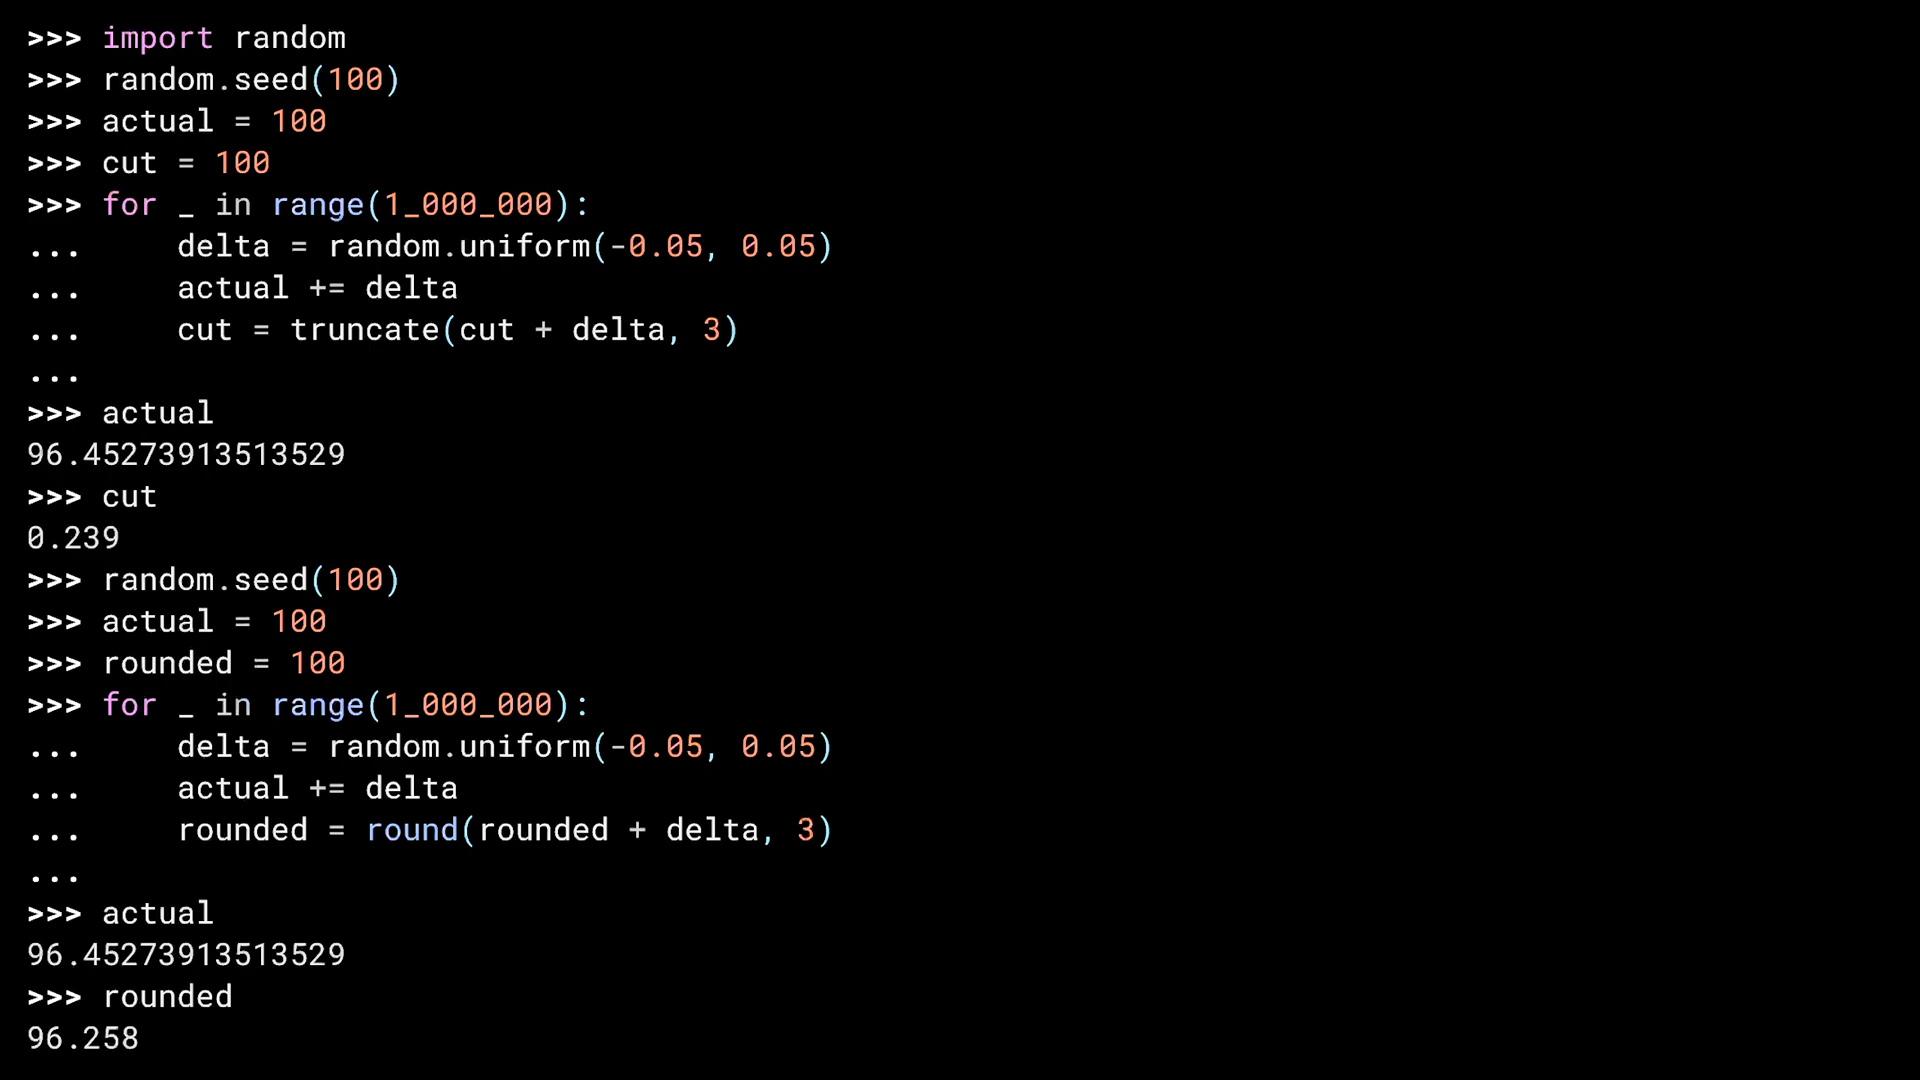 >>> import random
>>> random.seed(100)
>>> actual = 100
>>> cut = 100
>>> for _ in range(1_000_000):
...     delta = random.uniform(-0.05, 0.05)
...     actual += delta
...     cut = truncate(cut + delta, 3)
...
>>> actual
96.45273913513529
>>> cut
0.239
>>> random.seed(100)
>>> actual = 100
>>> rounded = 100
>>> for _ in range(1_000_000):
...     delta = random.uniform(-0.05, 0.05)
...     actual += delta
...     rounded = round(rounded + delta, 3)
...
>>> actual
96.45273913513529
>>> rounded
96.258